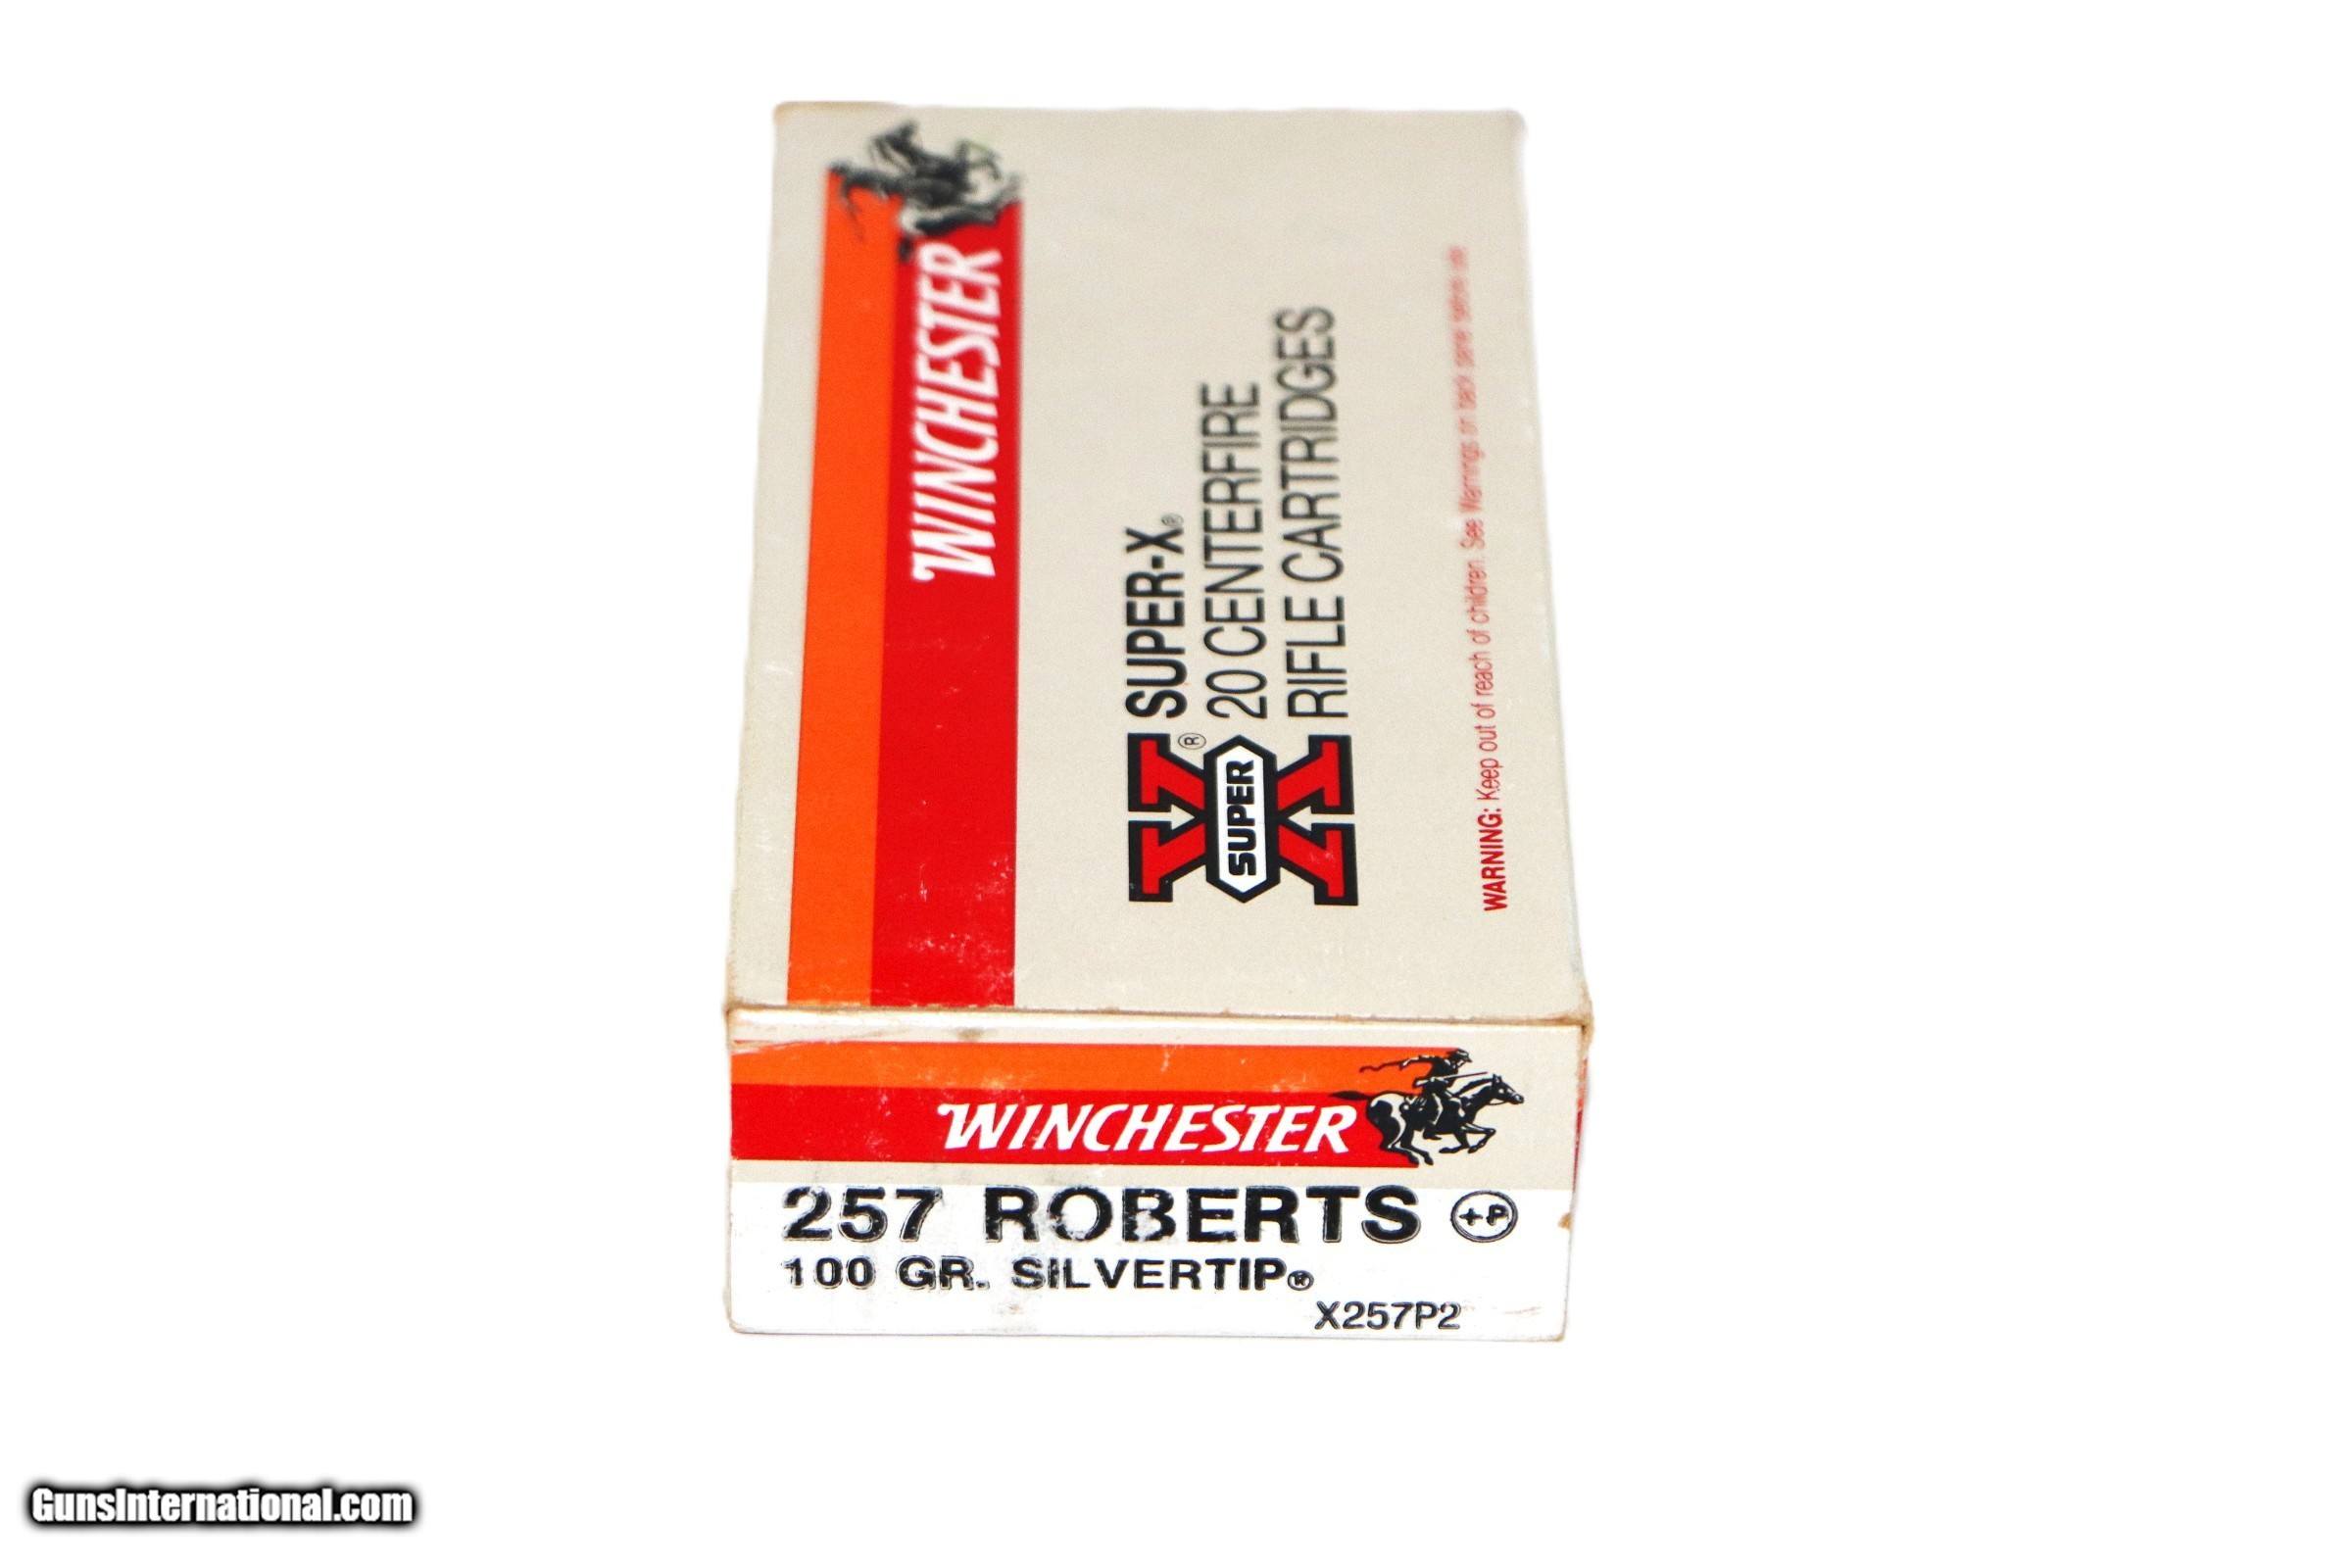 WINCHESTER
SUPER-X®
20 CENTERFIRE
RIFLE CARTRIDGES
X®
SUPER
WARNING: Keep out of reach of children. See Warnings on back panel before use
WINCHESTER
257 ROBERTS +P
100 GR. SILVERTIP®
X257P2
GunsInternational.com